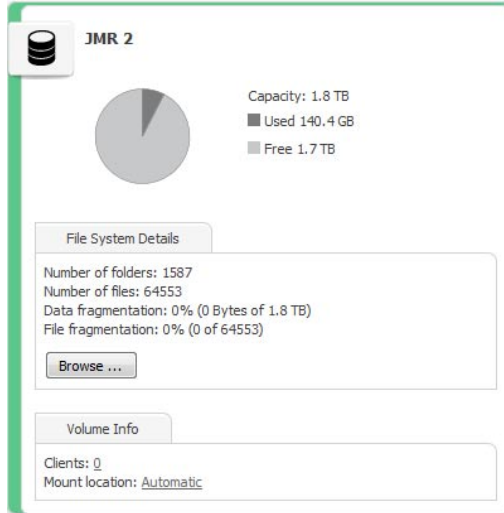 JMR 2
Capacity: 1.8 TB
Used 140.4 GB
Free 1.7 TB
File System Details
Number of folders: 1587
Number of files: 64553
Data fragmentation: 0% (0 Bytes of 1.8 TB)
File fragmentation: 0% (0 of 64553)
Browse ...
Volume Info
Clients: 0
Mount location: Automatic